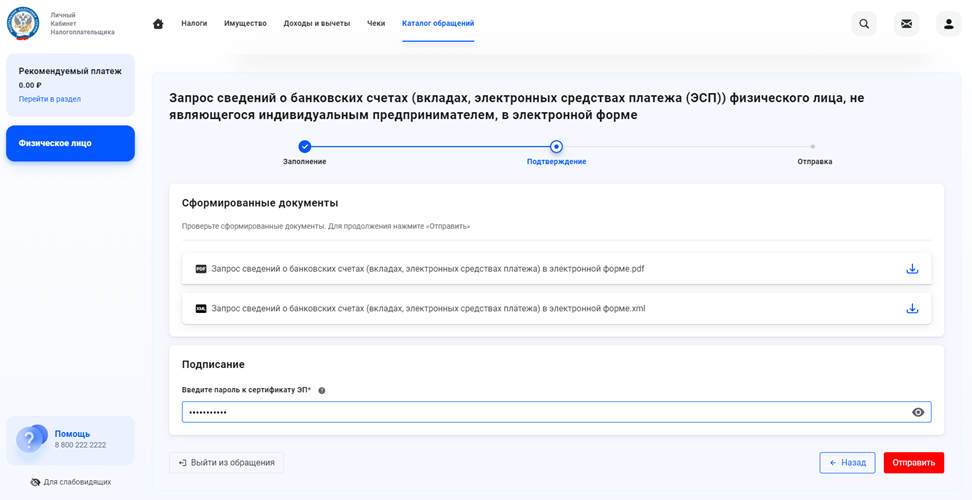 Личный
Кабинет
Налогоплательщика
Налоги
Имущество
Доходы и вычеты
Чеки
Каталог обращений
Рекомендуемый платеж
0.00 ₽
Перейти в раздел
Физическое лицо
Запрос сведений о банковских счетах (вкладах, электронных средствах платежа (ЭСП)) физического лица, не
являющегося индивидуальным предпринимателем, в электронной форме
Заполнение
Подтверждение
Отправка
Сформированные документы
Проверьте сформированные документы. Для продолжения нажмите «Отправить»
PDF Запрос сведений о банковских счетах (вкладах, электронных средствах платежа) в электронной форме.pdf
XML Запрос сведений о банковских счетах (вкладах, электронных средствах платежа) в электронной форме.xml
Подписание
Введите пароль к сертификату ЭП* ?
•••••••••••
Выйти из обращения
Назад
Отправить
? Помощь
8 800 222 2222
Для слабовидящих